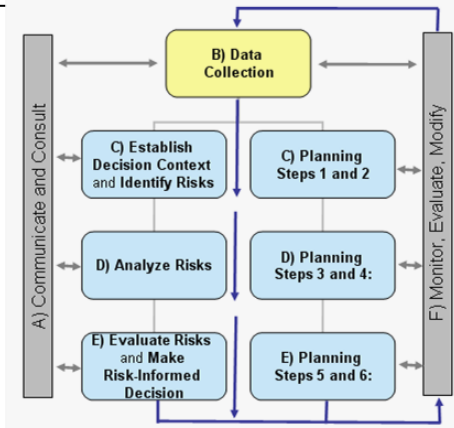 B) Data
Collection
A) Communicate and Consult
F) Monitor, Evaluate, Modify
C) Establish
Decision Context
and Identify Risks
C) Planning
Steps 1 and 2
D) Analyze Risks
D) Planning
Steps 3 and 4:
E) Evaluate Risks
and Make
Risk-Informed
Decision
E) Planning
Steps 5 and 6: